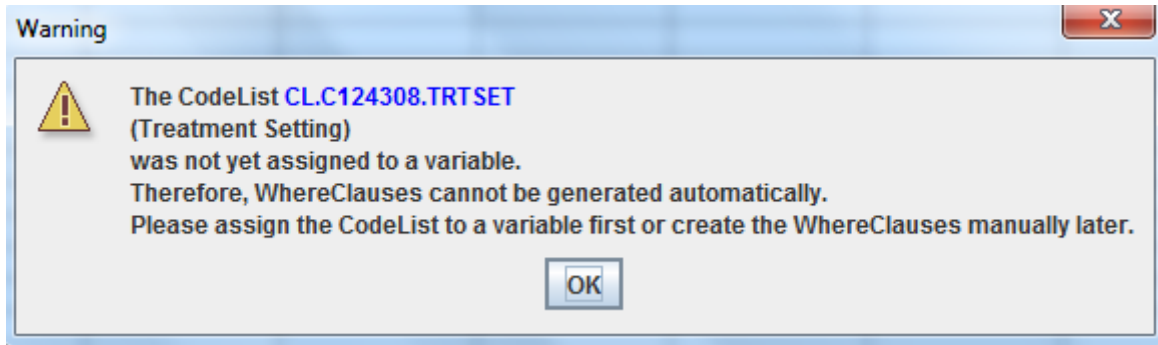 Warning
The CodeList CL.C124308.TRTSET
(Treatment Setting)
was not yet assigned to a variable.
Therefore, WhereClauses cannot be generated automatically.
Please assign the CodeList to a variable first or create the WhereClauses manually later.
OK